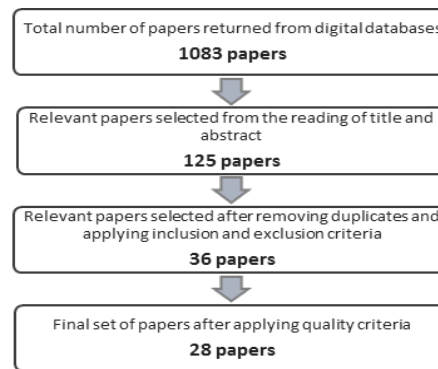 Total number of papers returned from digital databases
1083 papers
Relevant papers selected from the reading of title and
abstract
125 papers
Relevant papers selected after removing duplicates and
applying inclusion and exclusion criteria
36 papers
Final set of papers after applying quality criteria
28 papers